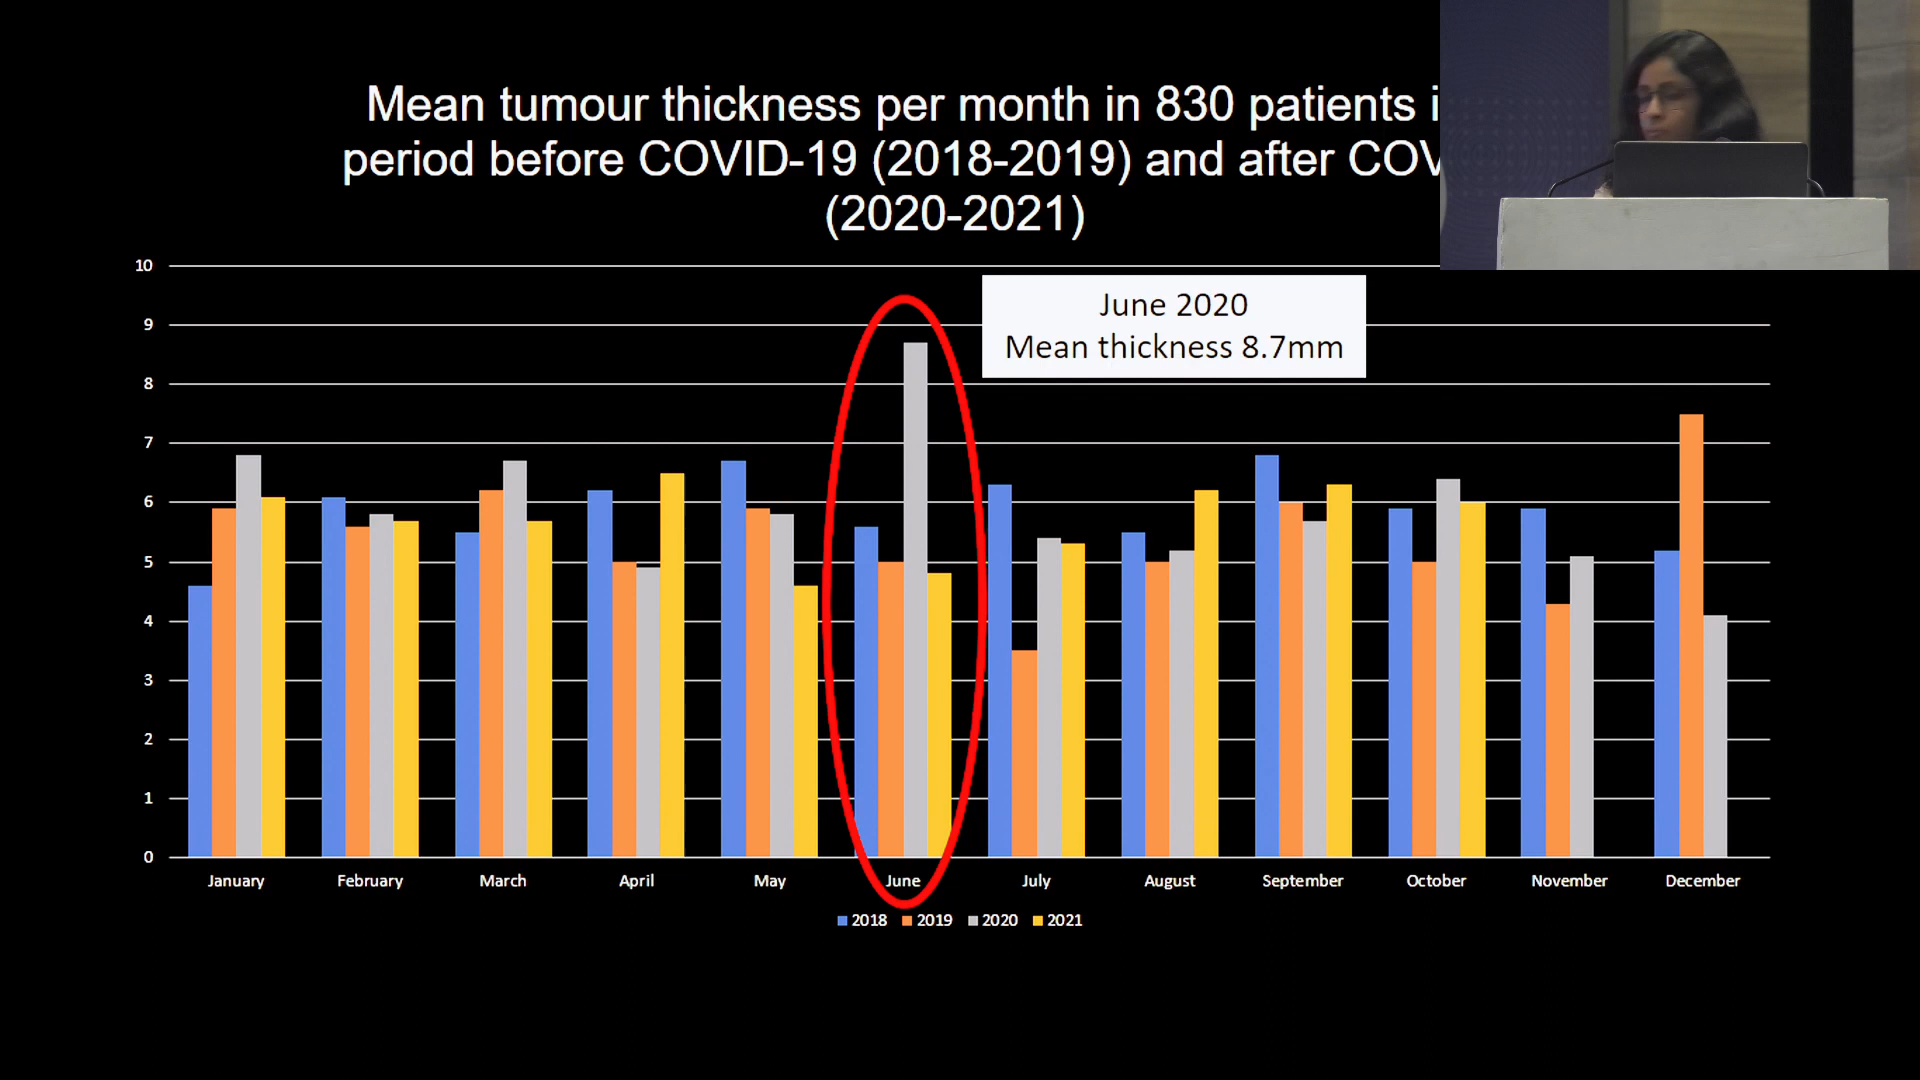 Mean tumour thickness per month in 830 patients
period before COVID-19 (2018-2019) and after
(2020-2021)
10
June 2020
Mean thickness 8.7mm
9
8
7
6
5
4
3
2
1
0
January February March April May June July August September October November December
2018 2019 2020 2021